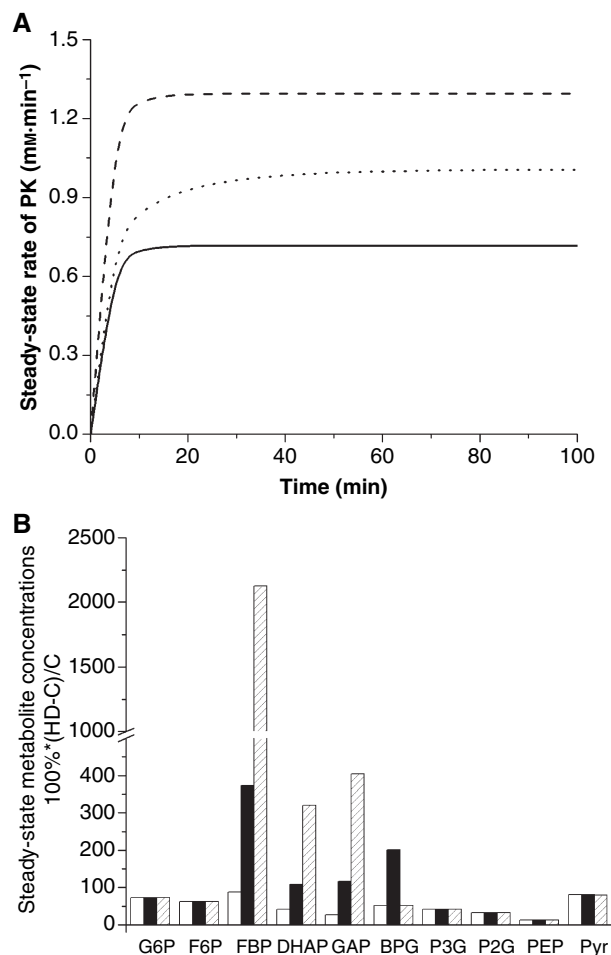 A
Steady-state rate of PK (mM·min⁻¹)
1.5
1.2
0.9
0.6
0.3
0.0
0 20 40 60 80 100
Time (min)
B
Steady-state metabolite concentrations
100%*(HD-C)/C
2500
2000
1500
1000
400
300
200
100
0
G6P F6P FBP DHAP GAP BPG P3G P2G PEP Pyr